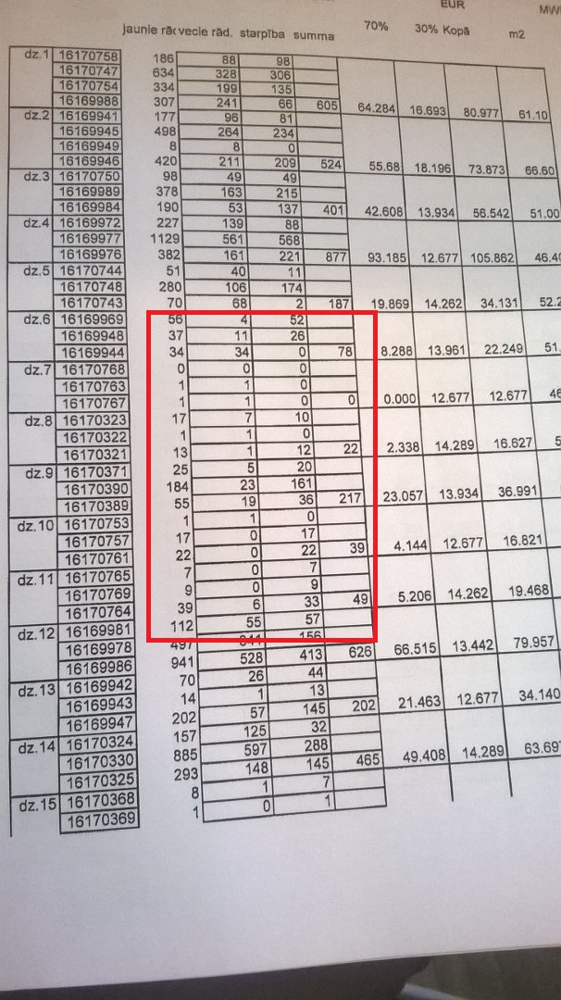 EUR MW
jaunie rāc vecie rād. starpība summa 70% 30% Kopā m2
dz.1 16170758 186 88 98
16170747 634 328 306
16170754 334 199 135
16169988 307 241 66 605 64.284 16.693 80.977 61.10
dz.2 16169941 177 96 81
16169945 498 264 234
16169949 8 8 0
16169946 420 211 209 524 55.68 18.196 73.873 66.60
dz.3 16170750 98 49 49
16169989 378 163 215
16169984 190 53 137 401 42.608 13.934 56.542 51.00
dz.4 16169972 227 139 88
16169977 1129 561 568
16169976 382 161 221 877 93.185 12.677 105.862 46.4
dz.5 16170744 51 40 11
16170748 280 106 174
16170743 70 68 2 187 19.869 14.262 34.131 52.2
dz.6 16169969 56 4 52
16169948 37 11 26
16169944 34 34 0 78 8.288 13.961 22.249 51.
dz.7 16170768 0 0 0
16170763 1 1 0
16170767 1 1 0 0 0.000 12.677 12.677 46
dz.8 16170323 17 7 10
16170322 1 1 0
16170321 13 1 12 22 2.338 14.289 16.627 5
dz.9 16170371 25 5 20
16170390 184 23 161
16170389 55 19 36 217 23.057 13.934 36.991
dz.10 16170753 1 1 0
16170757 17 0 17
16170761 22 0 22 39 4.144 12.677 16.821
dz.11 16170765 7 0 7
16170769 9 0 9
16170764 39 6 33 49 5.206 14.262 19.468
dz.12 16169981 112 55 57
16169978 497 156
16169986 941 528 413 626 66.515 13.442 79.957
dz.13 16169942 70 26 44
16169943 14 1 13
16169947 202 57 145 202 21.463 12.677 34.140
dz.14 16170324 157 125 32
16170330 885 597 288
16170325 293 148 145 465 49.408 14.289 63.69
dz.15 16170368 8 1 7
16170369 1 0 1